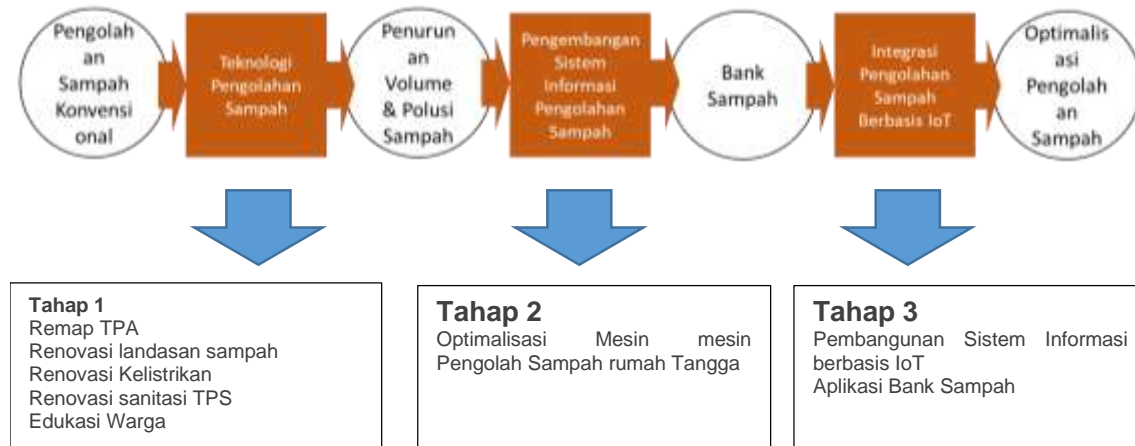 Pengolah
an
Sampah
Konvensi
onal
Teknologi
Pengolahan
Sampah
Penurun
an
Volume
& Polusi
Sampah
Pengembangan
Sistem
Informasi
Pengolahan
Sampah
Bank
Sampah
Integrasi
Pengolahan
Sampah
Berbasis IoT
Optimalis
asi
Pengolah
an
Sampah
Tahap 1
Remap TPA
Renovasi landasan sampah
Renovasi Kelistrikan
Renovasi sanitasi TPS
Edukasi Warga
Tahap 2
Optimalisasi Mesin mesin
Pengolah Sampah rumah Tangga
Tahap 3
Pembangunan Sistem Informasi
berbasis IoT
Aplikasi Bank Sampah